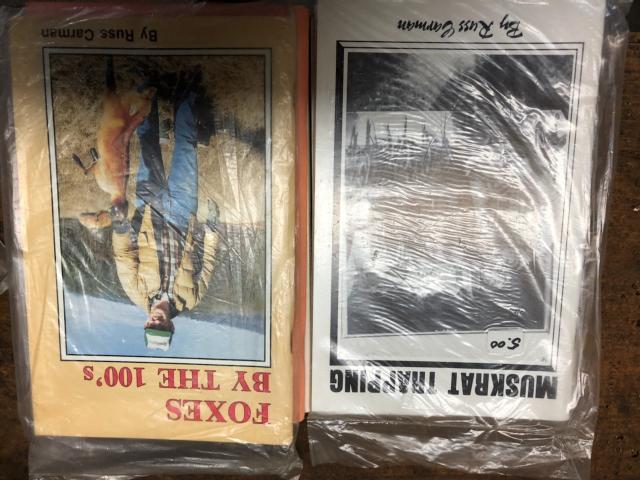 FOXES
BY THE 100's
By Russ Carman
MUSKRAT TRAPPING
5.00
By Russ Carman